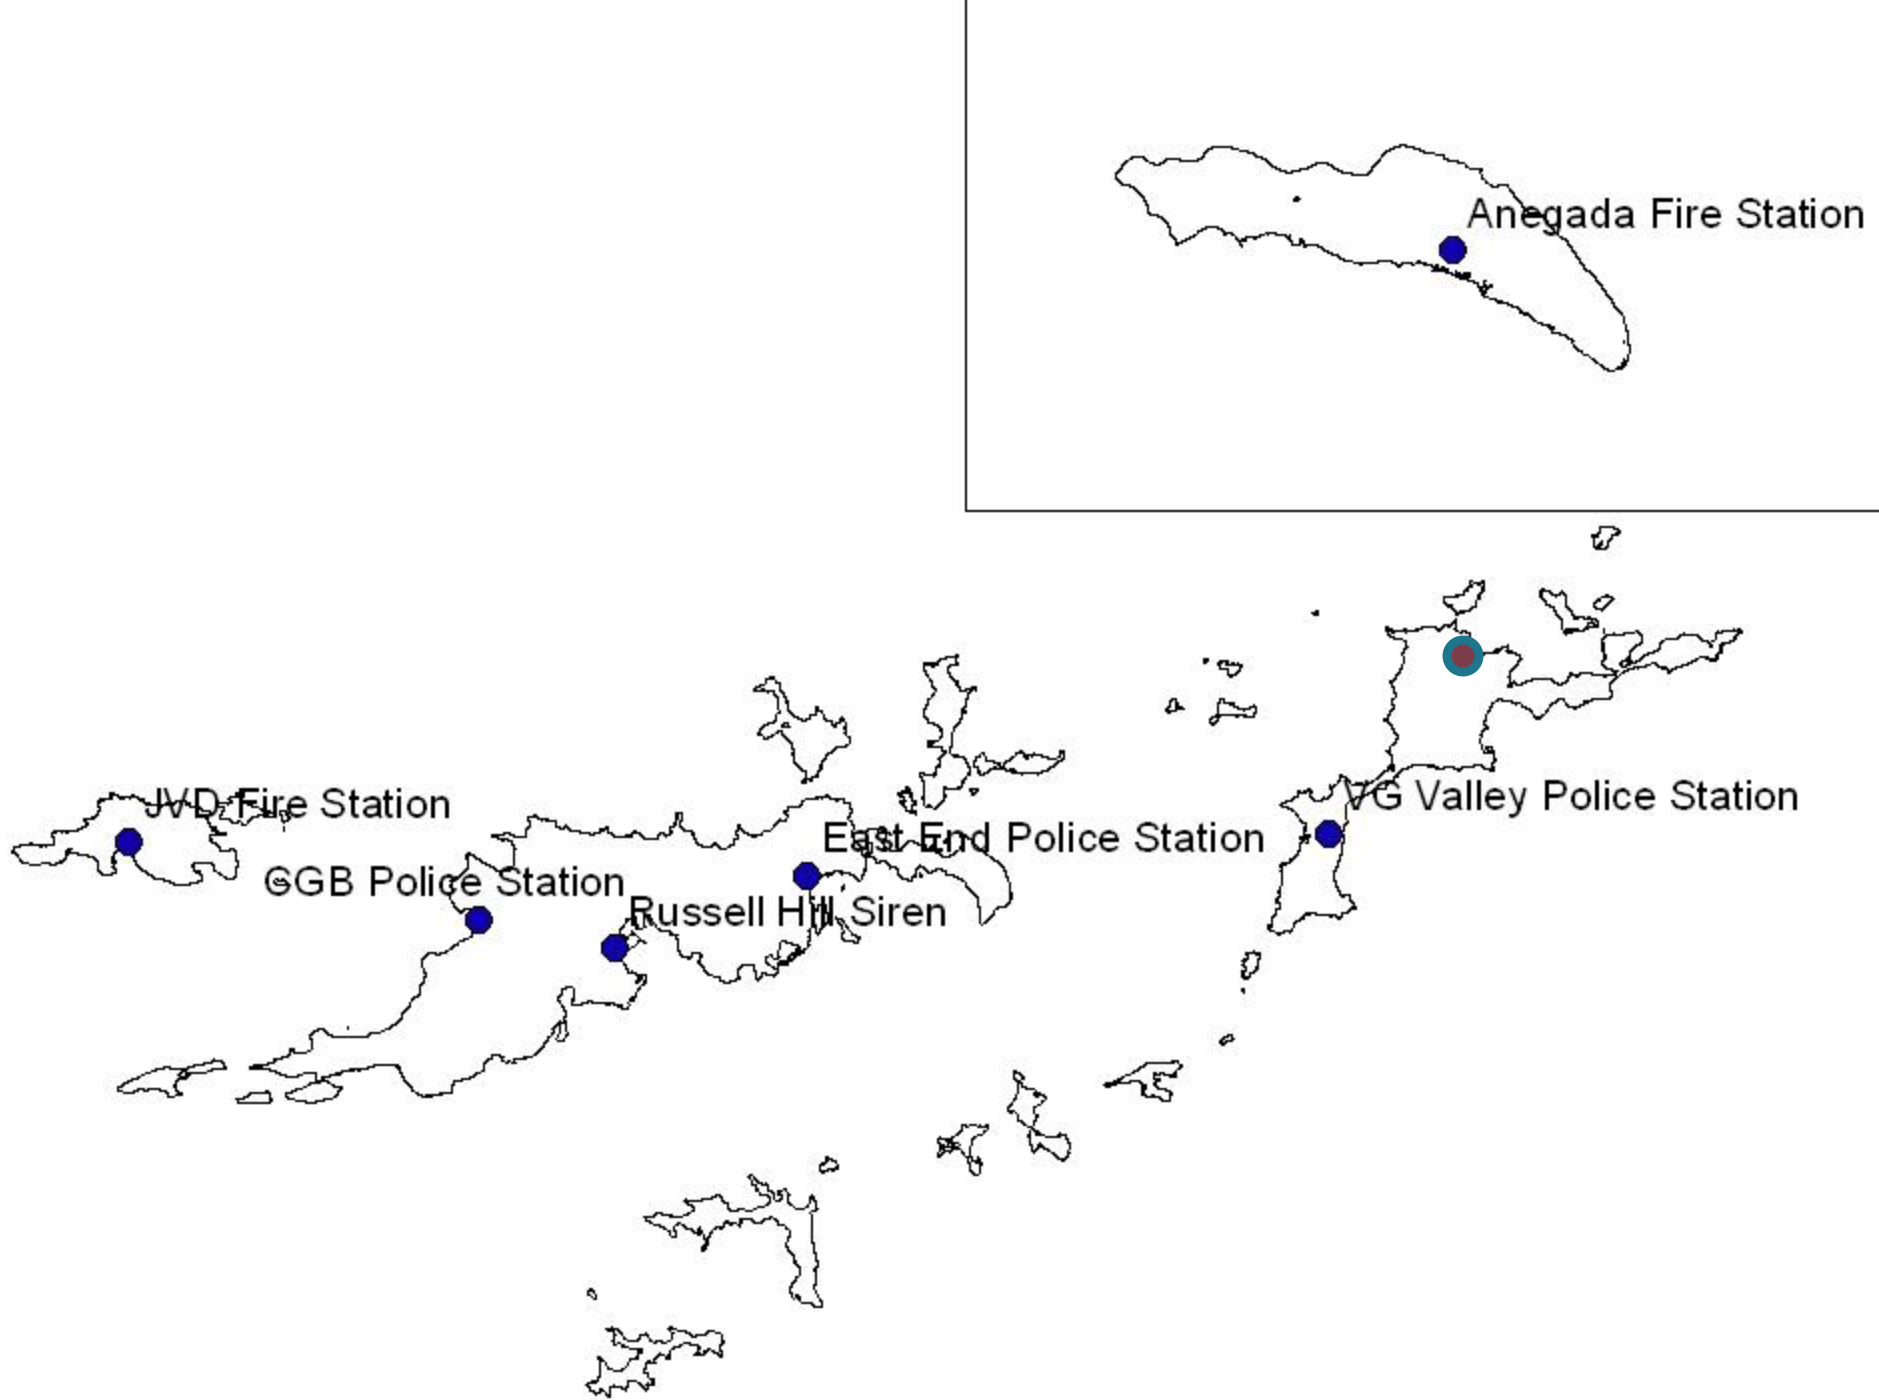 Anegada Fire Station
VG Valley Police Station
JVD Fire Station
East End Police Station
CGB Police Station
Russell Hill Siren